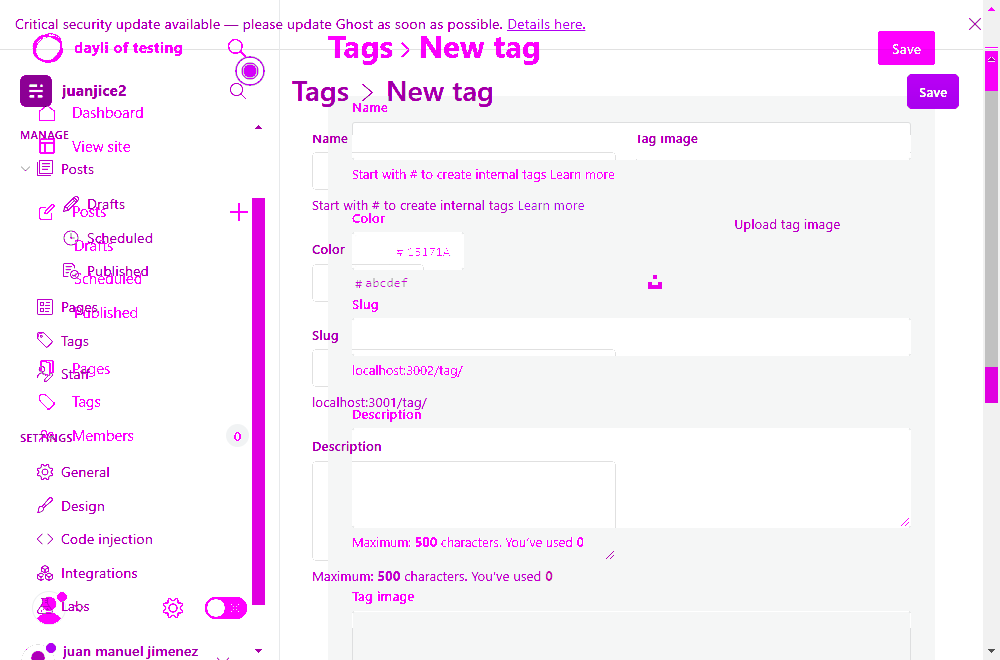 Critical security update available — please update Ghost as soon as possible. Details here.
dayli of testing
Tags > New tag
Save
juanjice2
Tags > New tag
Save
Dashboard
Name
MANAGE
Name
Tag image
View site
Posts
Start with # to create internal tags Learn more
Drafts
Start with # to create internal tags Learn more
Posts
Color
Upload tag image
Scheduled
Drafts
Color
# 15171A
Published
Scheduled
# abcdef
Pages
Slug
Published
Slug
Tags
Pages
localhost:3002/tag/
Staff
Tags
localhost:3001/tag/
Description
SETTINGS
Members
0
Description
General
Design
Code injection
Maximum: 500 characters. You've used 0
Integrations
Maximum: 500 characters. You've used 0
Tag image
Labs
juan manuel jimenez